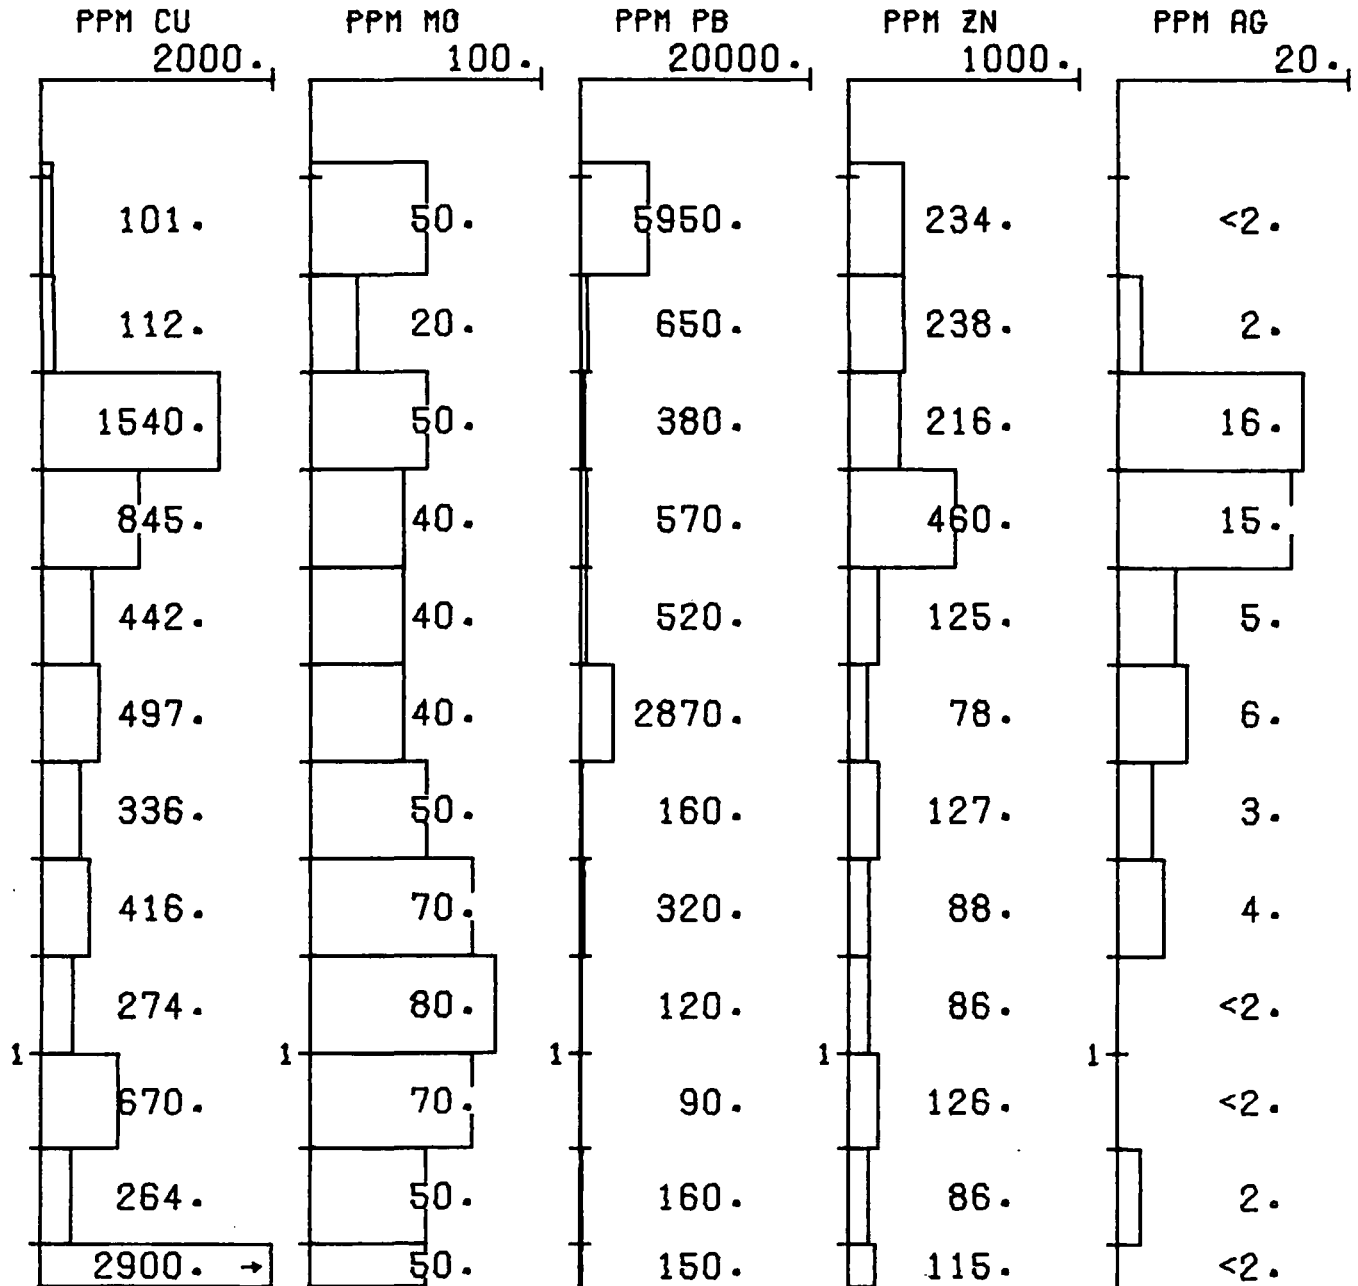 PPM CU PPM MO PPM PB PPM ZN PPM AG
2000. 100. 20000. 1000. 20.
101. 50. 5950. 234. <2.
112. 20. 650. 238. 2.
1540. 50. 380. 216. 16.
845. 40. 570. 460. 15.
442. 40. 520. 125. 5.
497. 40. 2870. 78. 6.
336. 50. 160. 127. 3.
416. 70. 320. 88. 4.
274. 80. 120. 86. <2.
1 1 1 1 1
670. 70. 90. 126. <2.
264. 50. 160. 86. 2.
2900. → 50. 150. 115. <2.